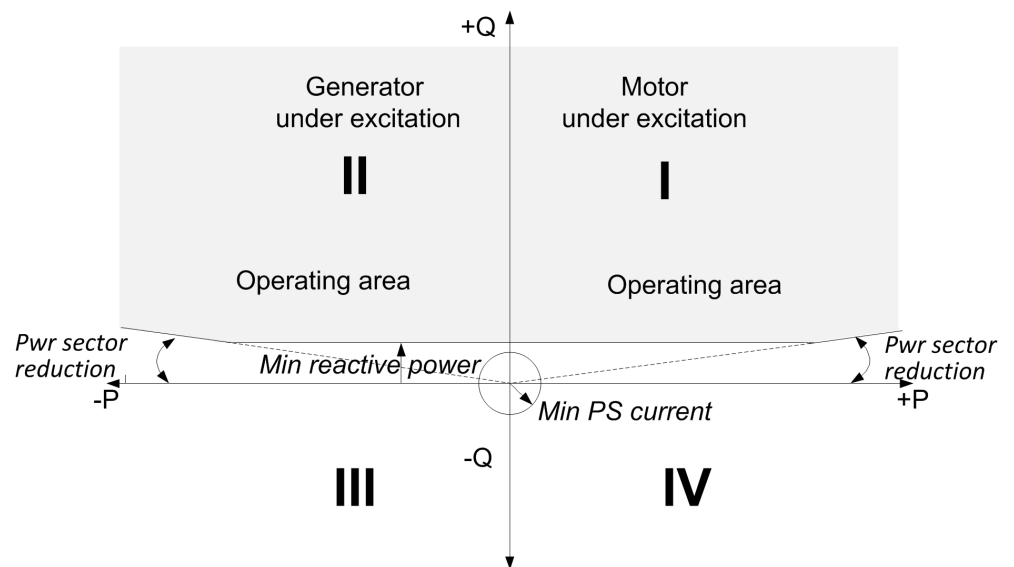 +Q
Generator
under excitation
II
Motor
under excitation
I
Operating area
Operating area
Pwr sector
reduction
Min reactive power
Pwr sector
reduction
-P
Min PS current
+P
-Q
III
IV